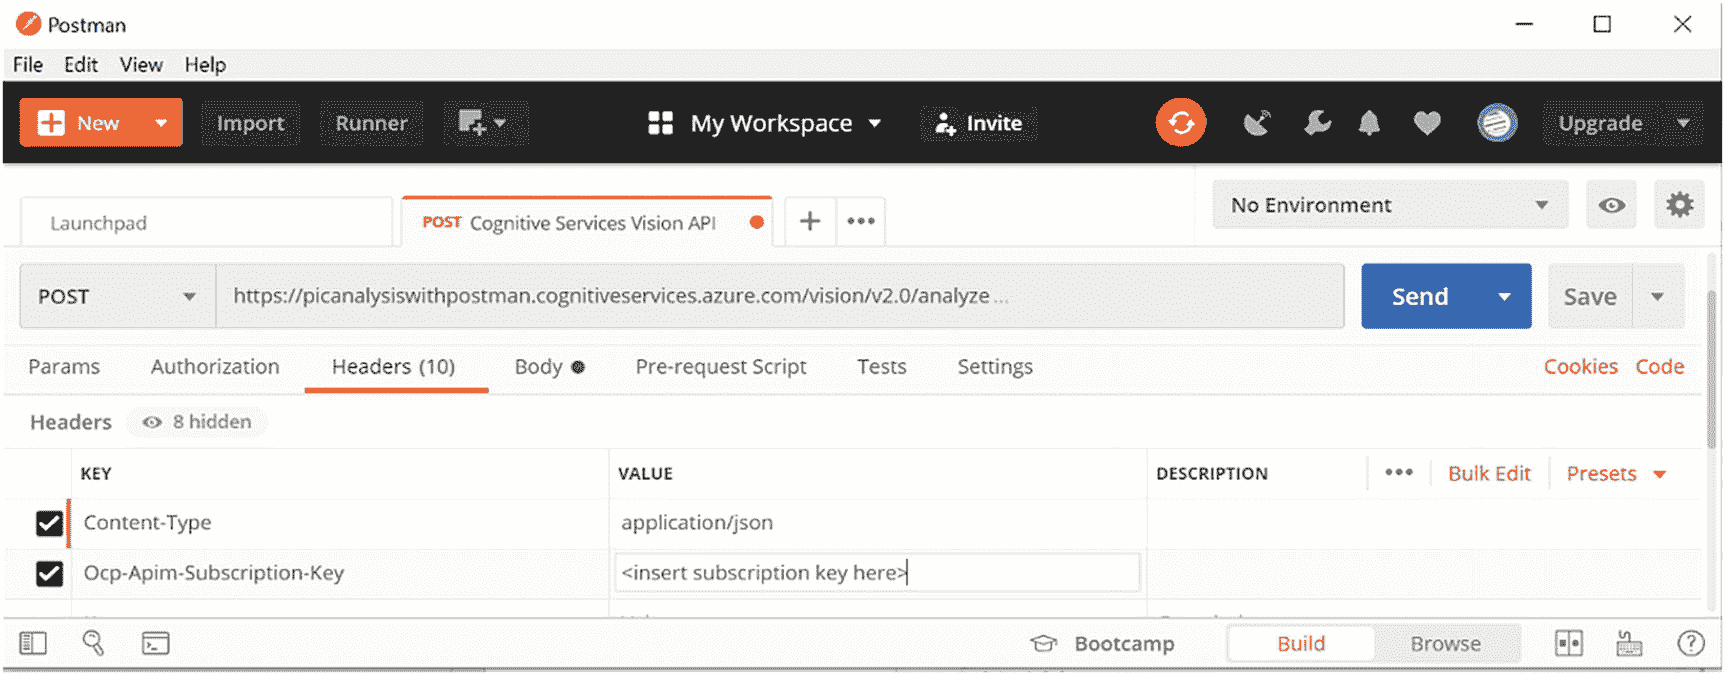 Postman
File Edit View Help
New Import Runner My Workspace Invite Upgrade
Launchpad POST Cognitive Services Vision API No Environment
POST https://picanalysiswithpostman.cognitiveservices.azure.com/vision/v2.0/analyze ... Send Save
Params Authorization Headers (10) Body Pre-request Script Tests Settings Cookies Code
Headers 8 hidden
KEY VALUE DESCRIPTION Bulk Edit Presets
Content-Type application/json
Ocp-Apim-Subscription-Key <insert subscription key here>
Bootcamp Build Browse